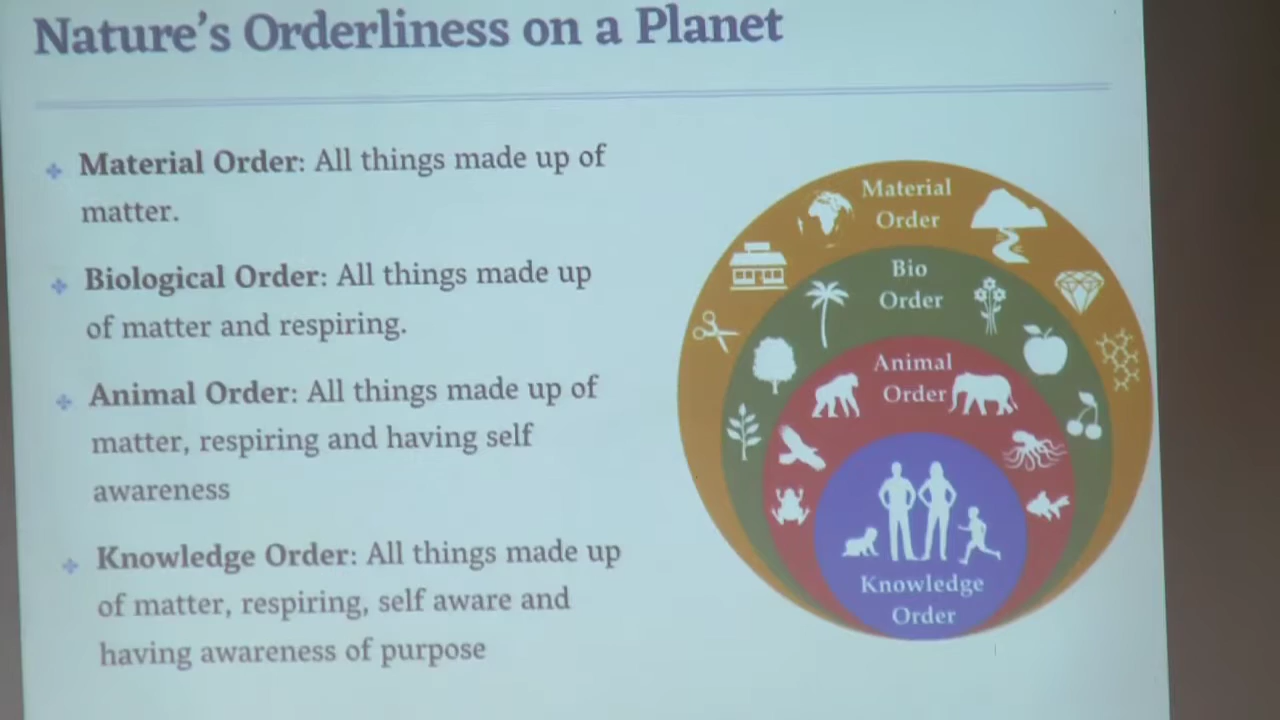 Nature's Orderliness on a Planet
Material Order: All things made up of
matter.
Biological Order: All things made up
of matter and respiring.
Animal Order: All things made up of
matter, respiring and having self
awareness
Knowledge Order: All things made up
of matter, respiring, self aware and
having awareness of purpose
Material
Order
Bio
Order
Animal
Order
Knowledge
Order